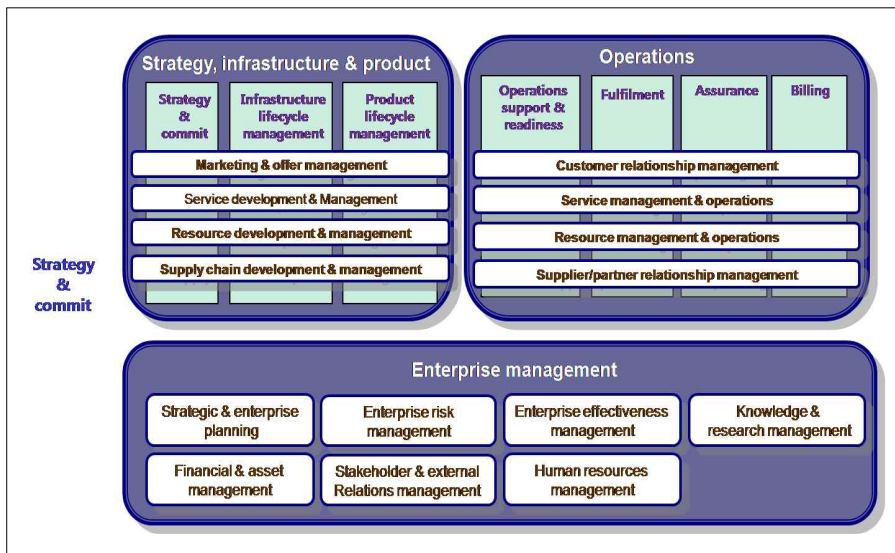 Strategy, infrastructure & product
Strategy
&
commit
Infrastructure
lifecycle
management
Product
lifecycle
management
Marketing & offer management
Service development & Management
Resource development & management
Supply chain development & management
Operations
Operations
support &
readiness
Fulfilment
Assurance
Billing
Customer relationship management
Service management & operations
Resource management & operations
Supplier/partner relationship management
Strategy
&
commit
Enterprise management
Strategic & enterprise
planning
Enterprise risk
management
Enterprise effectiveness
management
Knowledge &
research management
Financial & asset
management
Stakeholder & external
Relations management
Human resources
management